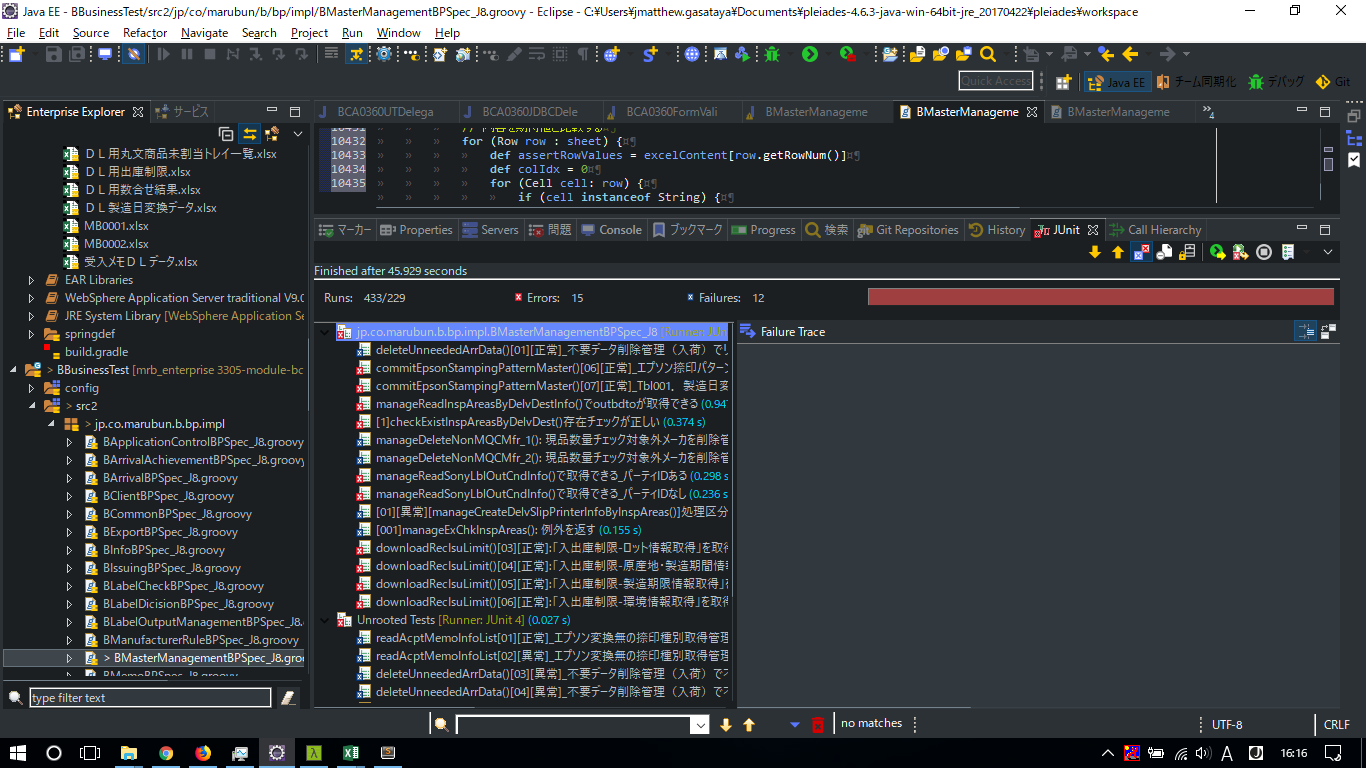 Java EE - BBusinessTest/src2/jp/co/marubun/b/bp/impl/BMasterManagementBPSpec_J8.groovy - Eclipse - C:¥Users¥jmatthew.gasataya¥Documents¥pleiades-4.6.3-java-win-64bit-jre_20170422¥pleiades¥workspace
File Edit Source Refactor Navigate Search Project Run Window Help
Quick Access
Java EE チーム同期化 デバッグ Git
Enterprise Explorer サービス
BCA0360UTDelega BCA0360JDBCDele BCA0360FormVali BMasterManageme BMasterManageme BMasterManageme »4
ＤＬ用丸文商品未割当トレイ一覧.xlsx
ＤＬ用出庫制限.xlsx
ＤＬ用数合せ結果.xlsx
ＤＬ製造日変換データ.xlsx
MB0001.xlsx
MB0002.xlsx
受入メモＤＬデータ.xlsx
EAR Libraries
WebSphere Application Server traditional V9.0
JRE System Library [WebSphere Application Se
springdef
build.gradle
> BBusinessTest [mrb_enterprise 3305-module-bc
config
> src2
> jp.co.marubun.b.bp.impl
BApplicationControlBPSpec_J8.groovy
BArrivalAchievementBPSpec_J8.groovy
BArrivalBPSpec_J8.groovy
BClientBPSpec_J8.groovy
BCommonBPSpec_J8.groovy
BExportBPSpec_J8.groovy
BInfoBPSpec_J8.groovy
BIssuingBPSpec_J8.groovy
BLabelCheckBPSpec_J8.groovy
BLabelDicisionBPSpec_J8.groovy
BLabelOutputManagementBPSpec_J8.groovy
BManufacturerRuleBPSpec_J8.groovy
> BMasterManagementBPSpec_J8.groo
BMemoBPSpec_J8.groovy
type filter text
10431
10432 for (Row row : sheet) {
10433 def assertRowValues = excelContent[row.getRowNum()]
10434 def colIdx = 0
10435 for (Cell cell: row) {
if (cell instanceof String) {
マーカー Properties Servers 問題 Console ブックマーク Progress 検索 Git Repositories History JUnit Call Hierarchy
Finished after 45.929 seconds
Runs: 433/229 Errors: 15 Failures: 12
jp.co.marubun.b.bp.impl.BMasterManagementBPSpec_J8 [Runner: JUn
deleteUnneededArrData()[01][正常]_不要データ削除管理（入荷）でリ
commitEpsonStampingPatternMaster()[06][正常]_エプソン捺印パターン
commitEpsonStampingPatternMaster()[07][正常]_Tbl001. 製造日変
manageReadInspAreasByDelvDestInfo()でoutbdtoが取得できる (0.947
[1]checkExistInspAreasByDelvDest()存在チェックが正しい (0.374 s)
manageDeleteNonMQCMfr_1(): 現品数量チェック対象外メーカを削除管
manageDeleteNonMQCMfr_2(): 現品数量チェック対象外メーカを削除管
manageReadSonyLblOutCndInfo()で取得できる_パーティIDある (0.298 s
manageReadSonyLblOutCndInfo()で取得できる_パーティIDなし (0.236 s
[01][異常][manageCreateDelvSlipPrinterInfoByInspAreas()]処理区分
[001]manageExChkInspAreas(): 例外を返す (0.155 s)
downloadRecIsuLimit()[03][正常]:「入出庫制限-ロット情報取得」を取得
downloadRecIsuLimit()[04][正常]:「入出庫制限-原産地・製造期間情
downloadRecIsuLimit()[05][正常]:「入出庫制限-製造期限情報取得」を
downloadRecIsuLimit()[06][正常]:「入出庫制限-環境情報取得」を取得
Unrooted Tests [Runner: JUnit 4] (0.027 s)
readAcptMemoInfoList[01][正常]_エプソン変換無の捺印種別取得管理
readAcptMemoInfoList[02][異常]_エプソン変換無の捺印種別取得管理
deleteUnneededArrData()[03][異常]_不要データ削除管理（入荷）で
deleteUnneededArrData()[04][異常]_不要データ削除管理（入荷）で
Failure Trace
no matches
UTF-8 CRLF
A 16:16